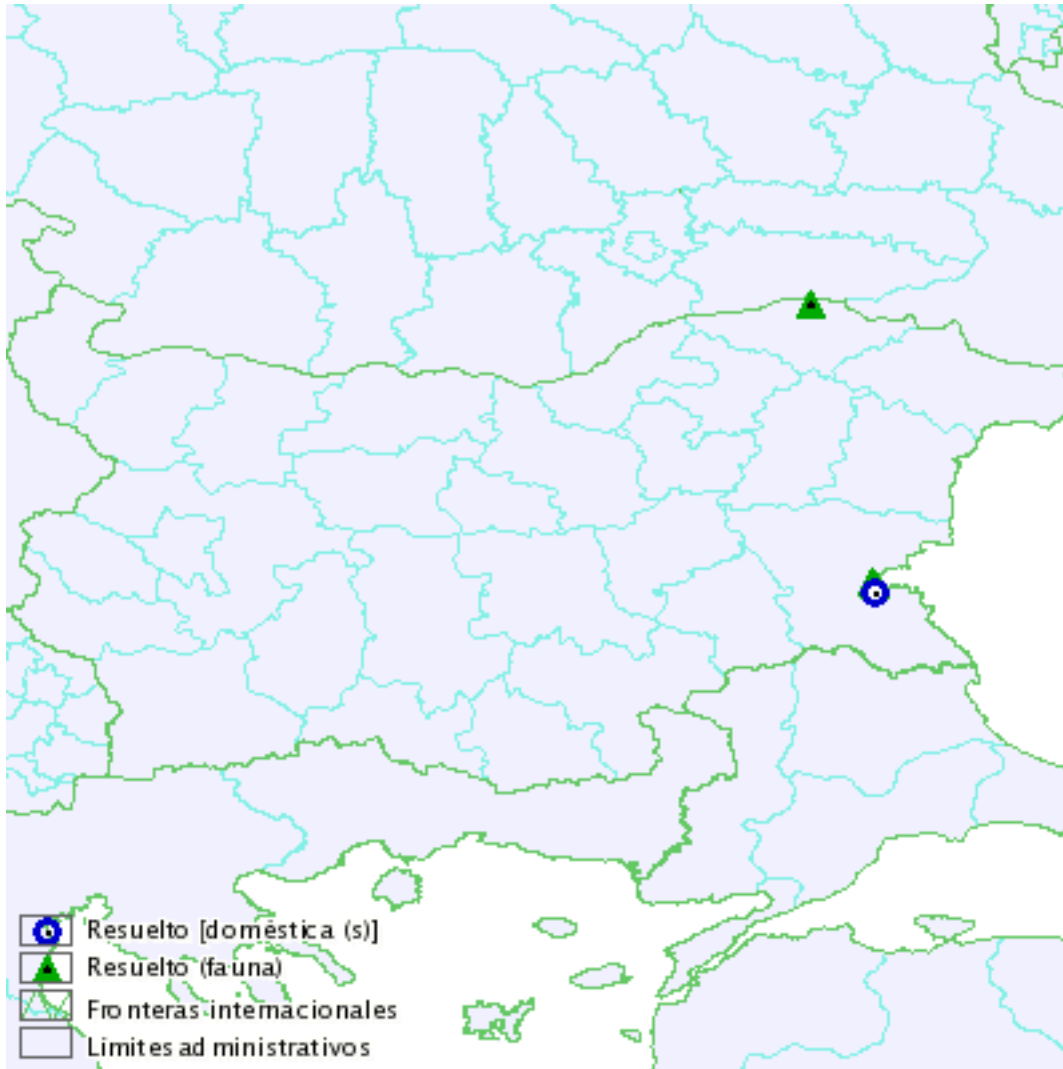 Resuelto [doméstica (s)]
Resuelto (fauna)
Fronteras internacionales
Límites administrativos